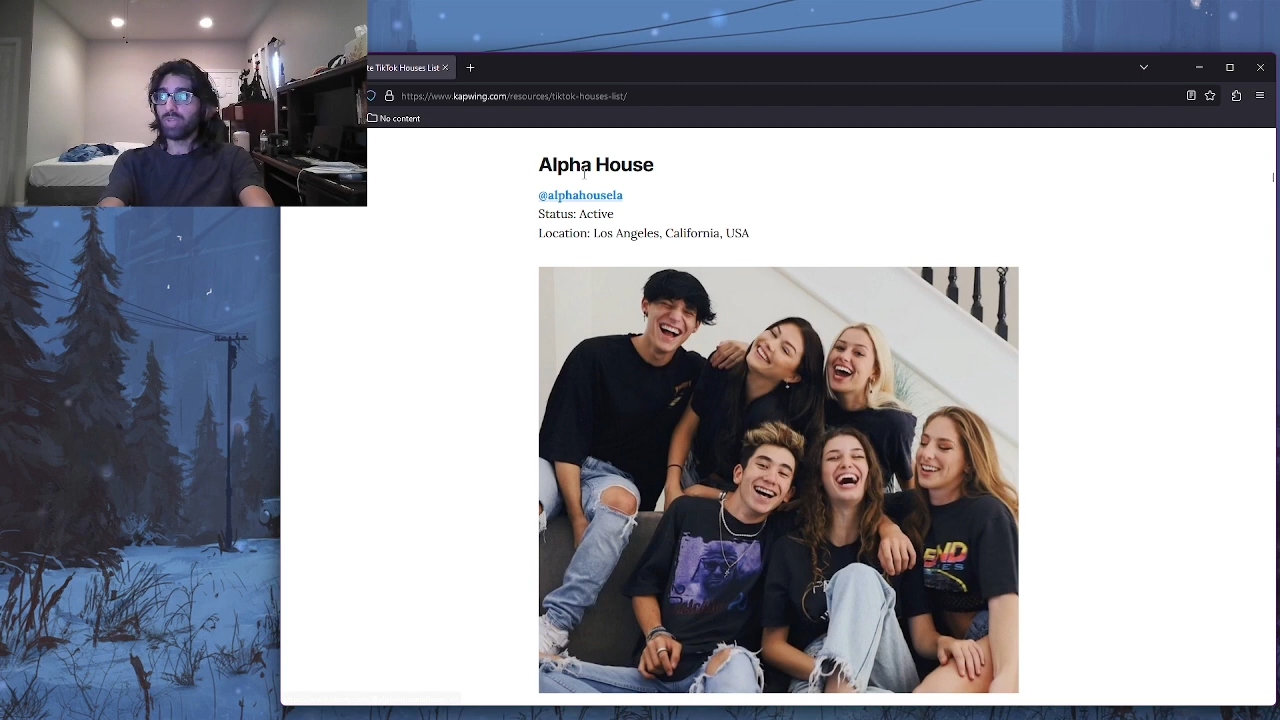 te TikTok Houses List
https://www.kapwing.com/resources/tiktok-houses-list/
No content
Alpha House
@alphahousela
Status: Active
Location: Los Angeles, California, USA